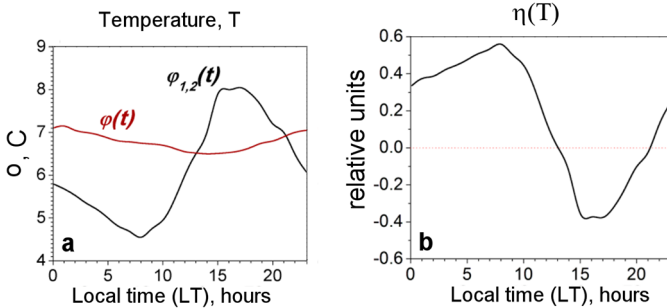 Temperature, T
9
8
7
6
5
4
o, C
φ1,2(t)
φ(t)
a
0 5 10 15 20
Local time (LT), hours
η(T)
0.6
0.4
0.2
0.0
-0.2
-0.4
-0.6
relative units
b
0 5 10 15 20
Local time (LT), hours